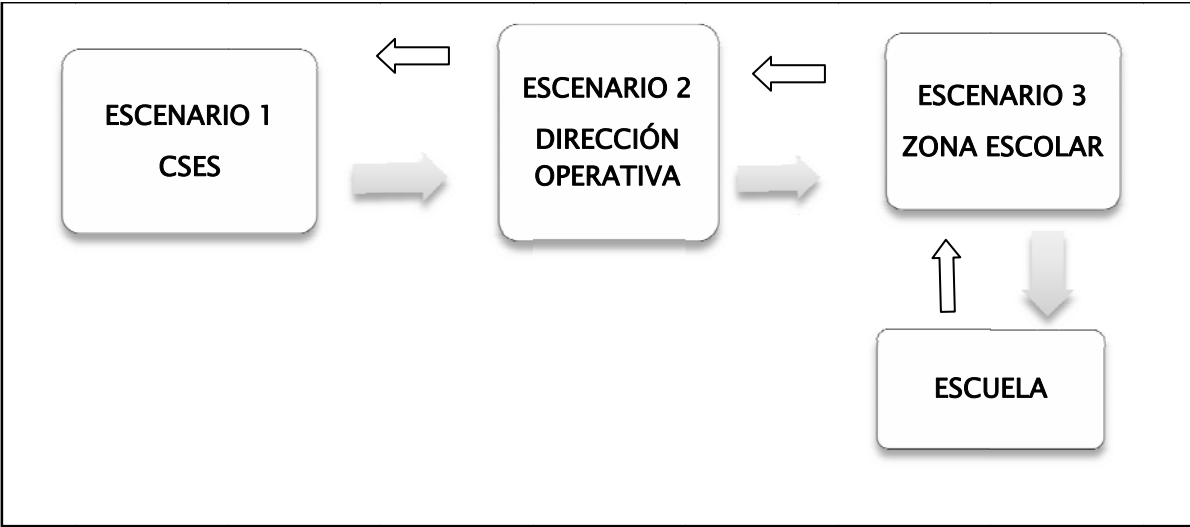 ESCENARIO 1
CSES
ESCENARIO 2
DIRECCIÓN
OPERATIVA
ESCENARIO 3
ZONA ESCOLAR
ESCUELA